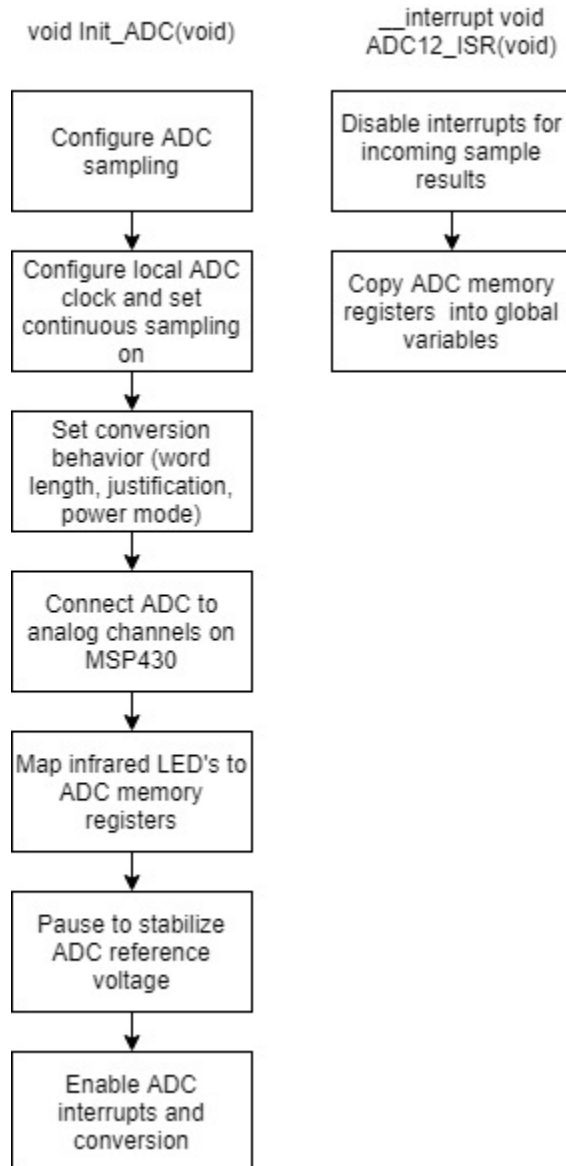 void Init_ADC(void)
Configure ADC
sampling
Configure local ADC
clock and set
continuous sampling
on
Set conversion
behavior (word
length, justification,
power mode)
Connect ADC to
analog channels on
MSP430
Map infrared LED's to
ADC memory
registers
Pause to stabilize
ADC reference
voltage
Enable ADC
interrupts and
conversion
__interrupt void
ADC12_ISR(void)
Disable interrupts for
incoming sample
results
Copy ADC memory
registers into global
variables